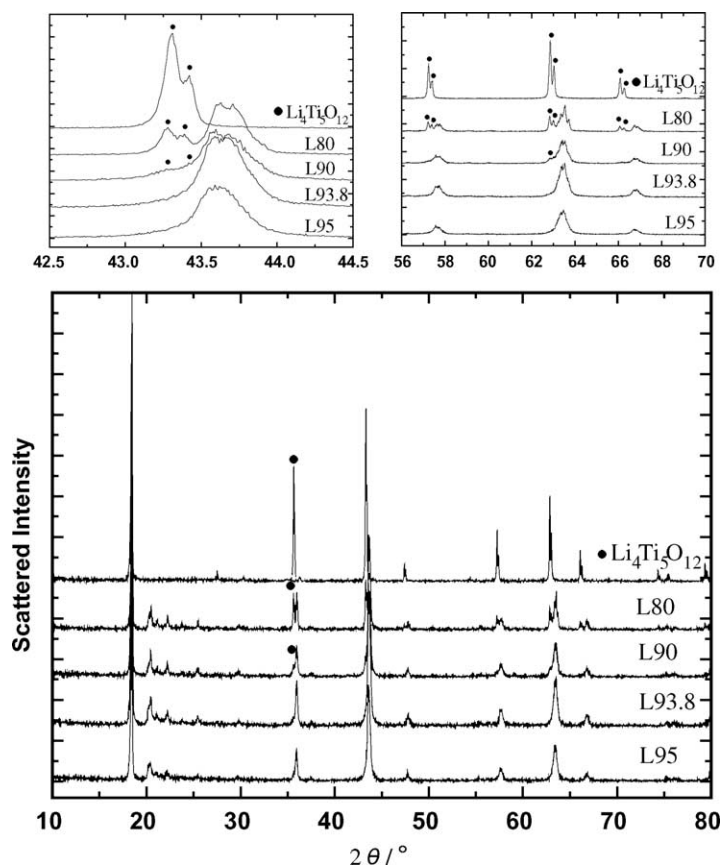 ● Li4Ti5O12
L80
L90
L93.8
L95
42.5 43.0 43.5 44.0 44.5
● Li4Ti5O12
L80
L90
L93.8
L95
56 58 60 62 64 66 68 70
Scattered Intensity
● Li4Ti5O12
L80
L90
L93.8
L95
10 20 30 40 50 60 70 80
2 θ / °